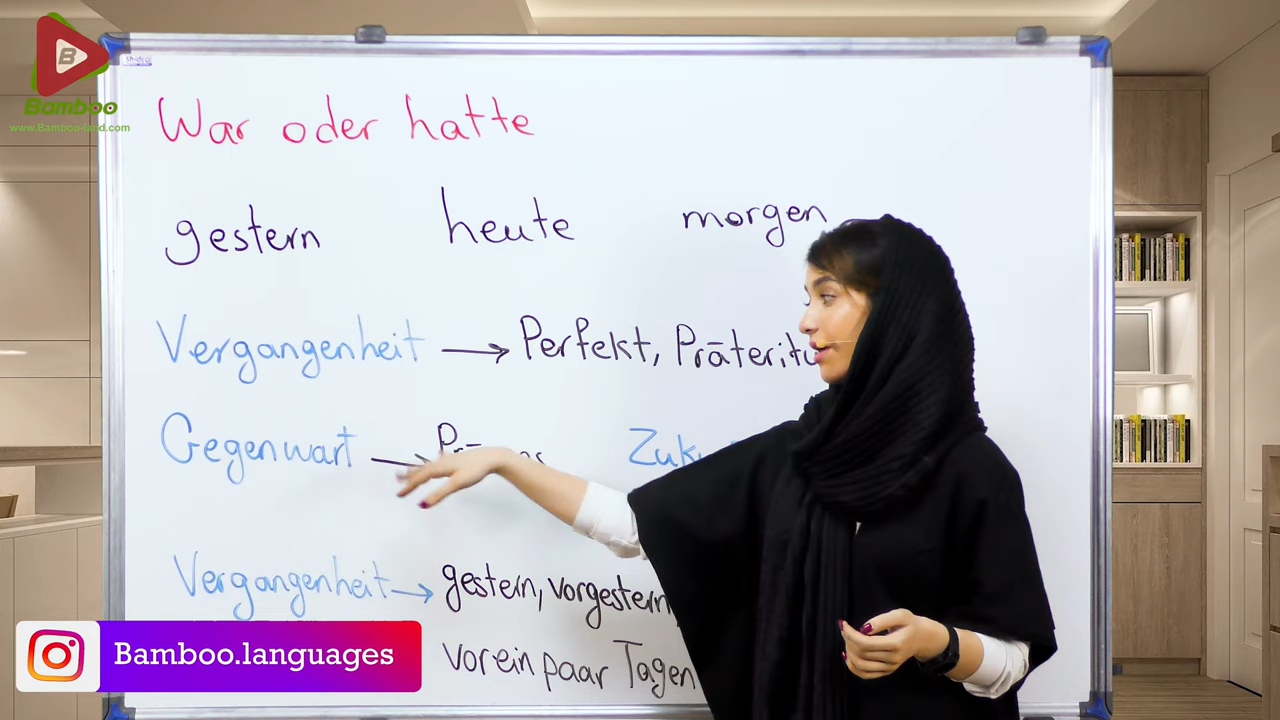 B
Bamboo
www.Bamboo-land.com
War oder hatte
gestern heute morgen
Vergangenheit → Perfekt, Präteritu
Gegenwart →
Vergangenheit → gestern, vorgestern,
vor ein paar Tagen
Bamboo.languages